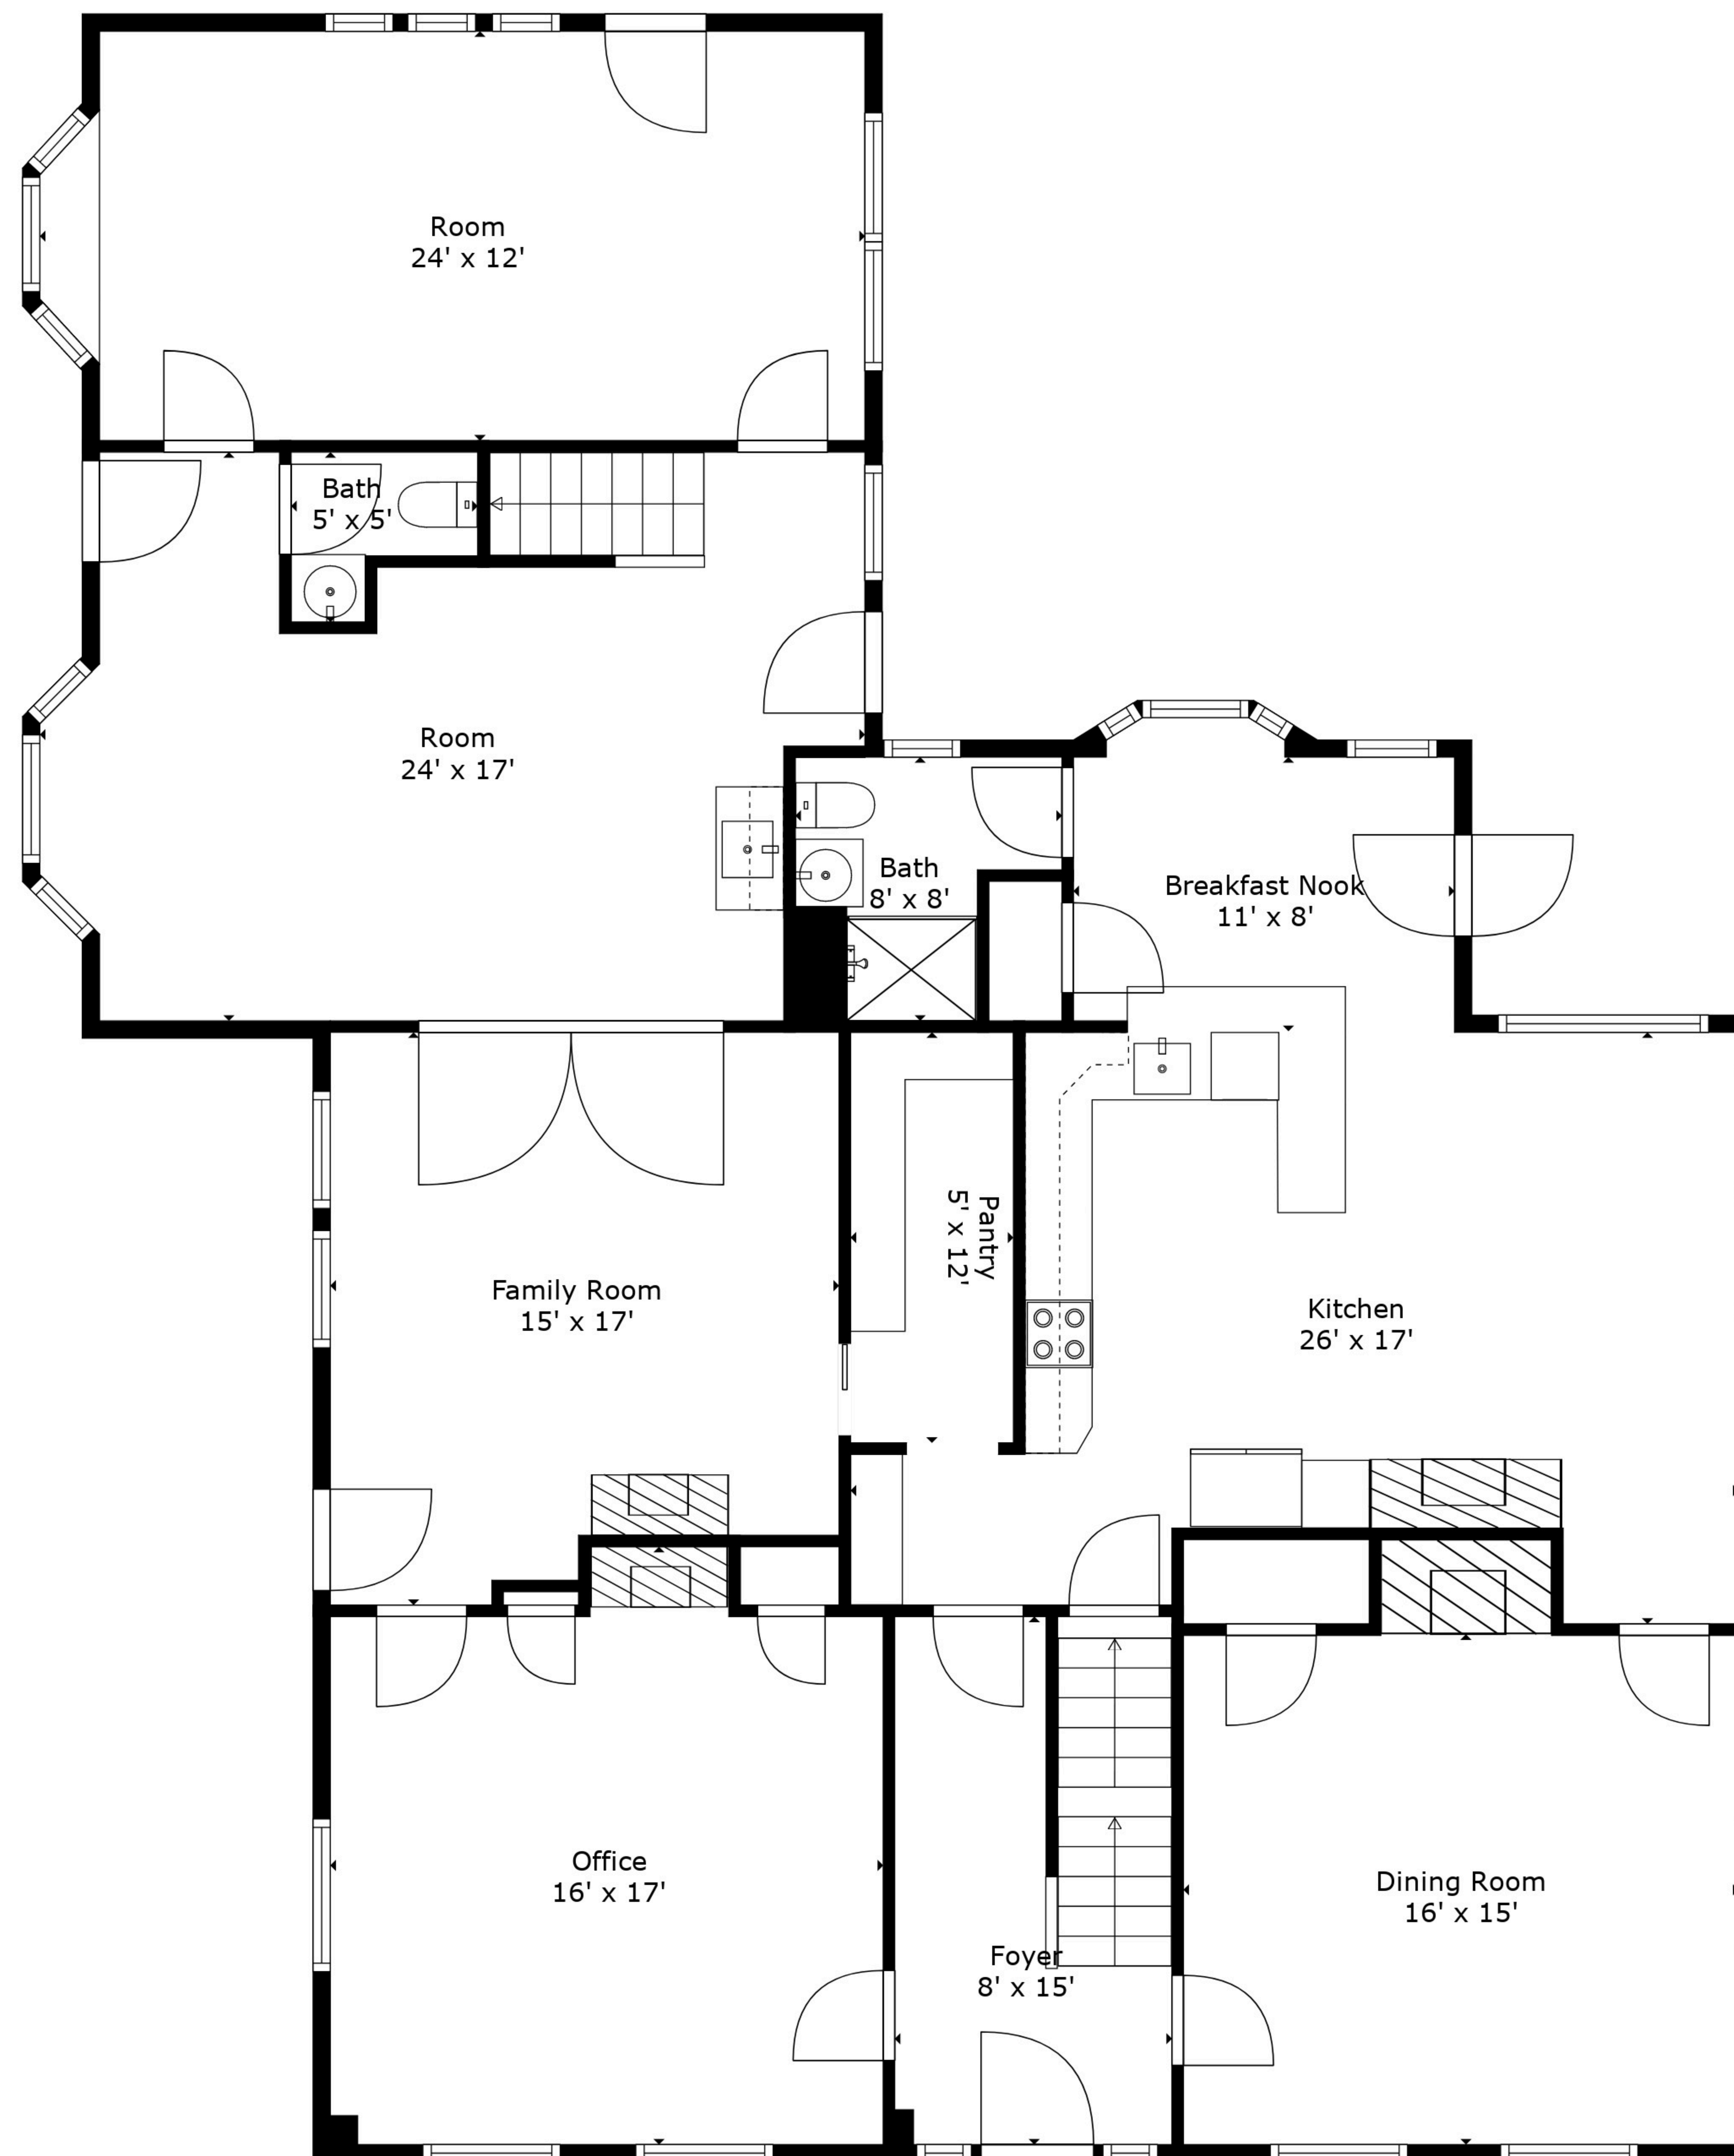 Room
24' x 12'
Bath
5' x 5'
Room
24' x 17'
Bath
8' x 8'
Breakfast Nook
11' x 8'
Pantry
5' x 12'
Family Room
15' x 17'
Kitchen
26' x 17'
Office
16' x 17'
Dining Room
16' x 15'
Foyer
8' x 15'